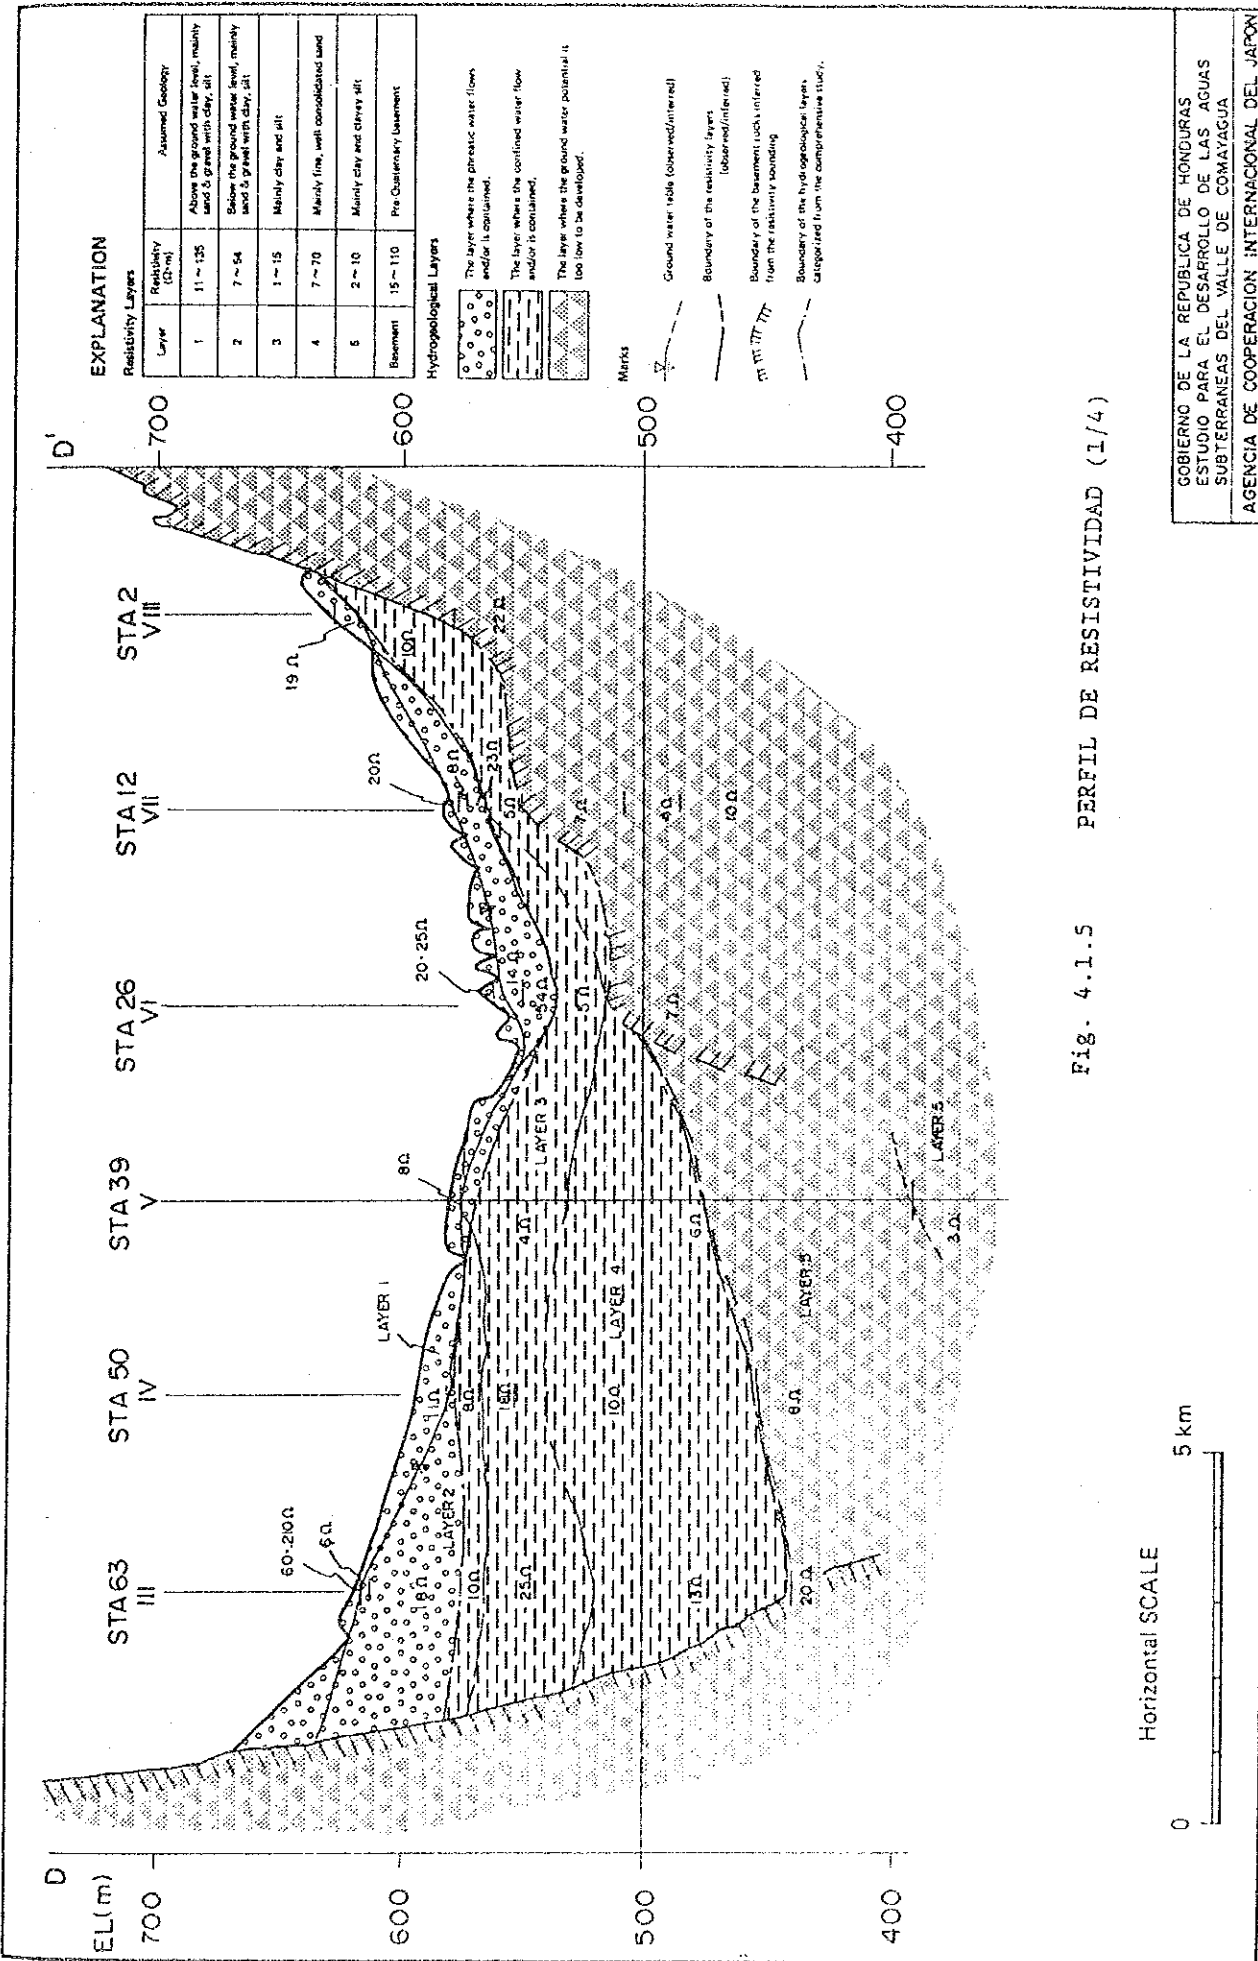 EXPLANATION
Resistivity Layers
Layer Resistivity (Ω-m) Assumed Geology
1 11~135 Above the ground water level, mainly sand & gravel with clay, silt
2 7~54 Below the ground water level, mainly sand & gravel with clay, silt
3 1~15 Mainly clay and silt
4 7~70 Mainly fine, well consolidated sand
5 2~10 Mainly clay and clayey silt
Basement 15~110 Pre-Quaternary basement
Hydrogeological Layers
The layer where the phreatic water flows
and/or is contained.
The layer where the confined water flow
and/or is contained.
The layer where the ground water potential is
too low to be developed.
Marks
Ground water table (observed/inferred)
Boundary of the resistivity layers
(observed/inferred)
Boundary of the basement rocks inferred
from the resistivity sounding
Boundary of the hydrogeological layers
categorized from the comprehensive study.
D
EL(m)
700
600
500
400
D'
700
600
500
400
STA 63
III
STA 50
IV
STA 39
V
STA 26
VI
STA 12
VII
STA 2
VIII
60-210Ω
6Ω
18Ω
LAYER 2
10Ω
25Ω
13Ω
20Ω
LAYER 1
91Ω
8Ω
18Ω
10Ω
LAYER 4
8Ω
LAYER 5
8Ω
4Ω
LAYER 3
6Ω
3Ω
LAYER 5
20-25Ω
14Ω
54Ω
5Ω
7Ω
20Ω
8Ω
23Ω
5Ω
7Ω
10Ω
19Ω
10Ω
22Ω
Horizontal SCALE
0 5 km
Fig. 4.1.5 PERFIL DE RESISTIVIDAD (1/4)
GOBIERNO DE LA REPUBLICA DE HONDURAS
ESTUDIO PARA EL DESARROLLO DE LAS AGUAS
SUBTERRANEAS DEL VALLE DE COMAYAGUA
AGENCIA DE COOPERACION INTERNACIONAL DEL JAPON